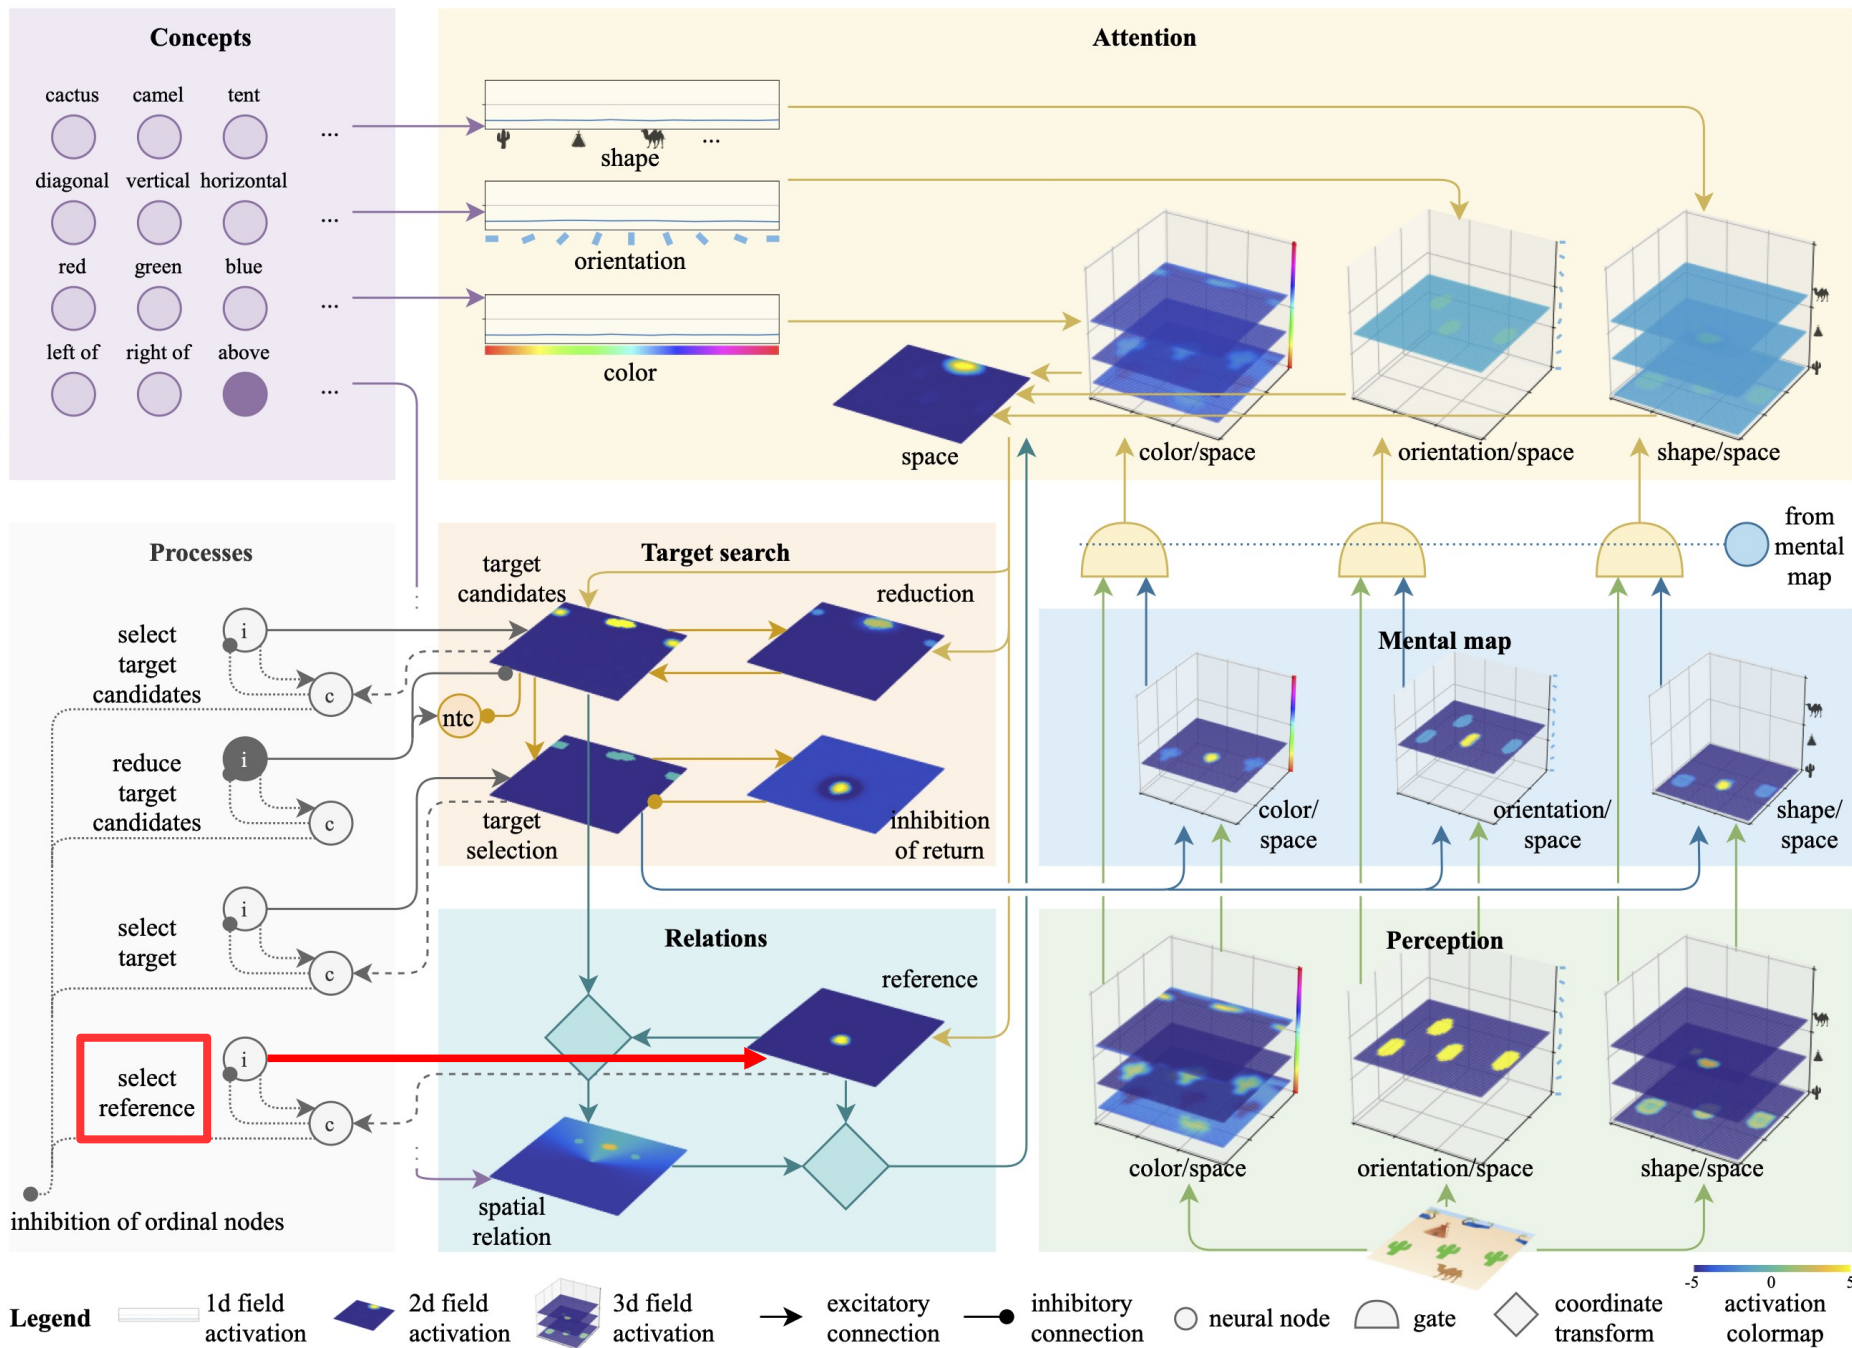 Concepts
cactus camel tent
...
diagonal vertical horizontal
...
red green blue
...
left of right of above
...
Attention
...
shape
orientation
color
space
color/space
orientation/space
shape/space
from
mental
map
Processes
select
target
candidates
i
c
reduce
target
candidates
i
c
select
target
i
c
select
reference
i
c
inhibition of ordinal nodes
Target search
target
candidates
reduction
ntc
target
selection
inhibition
of return
Relations
reference
spatial
relation
Mental map
color/
space
orientation/
space
shape/
space
Perception
color/space
orientation/space
shape/space
Legend
1d field
activation
2d field
activation
3d field
activation
excitatory
connection
inhibitory
connection
neural node
gate
coordinate
transform
-5 0 5
activation
colormap